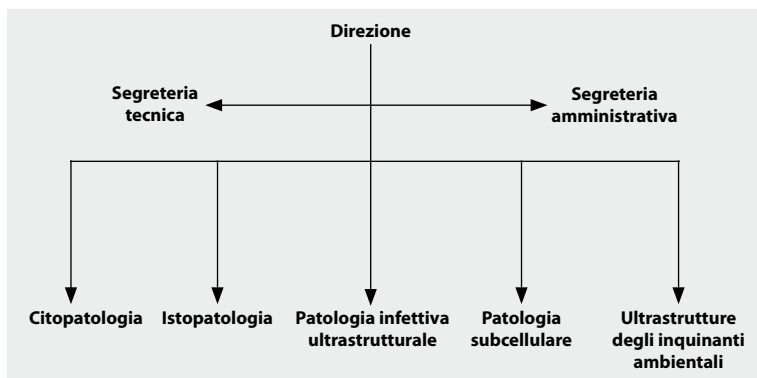 Direzione
Segreteria
tecnica
Segreteria
amministrativa
Citopatologia
Istopatologia
Patologia infettiva
ultrastrutturale
Patologia
subcellulare
Ultrastrutture
degli inquinanti
ambientali